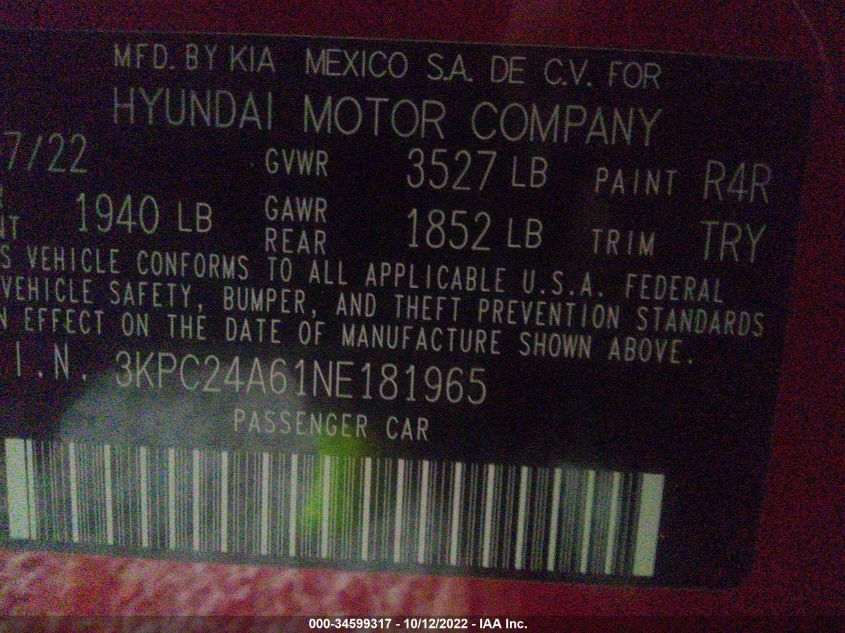 MFD. BY KIA MEXICO S.A. DE C.V. FOR
HYUNDAI MOTOR COMPANY
7/22 GVWR 3527 LB PAINT R4R
1940 LB GAWR REAR 1852 LB TRIM TRY
S VEHICLE CONFORMS TO ALL APPLICABLE U.S.A. FEDERAL
VEHICLE SAFETY, BUMPER, AND THEFT PREVENTION STANDARDS
N EFFECT ON THE DATE OF MANUFACTURE SHOWN ABOVE.
I.N. 3KPC24A61NE181965
PASSENGER CAR
000-34599317 - 10/12/2022 - IAA Inc.